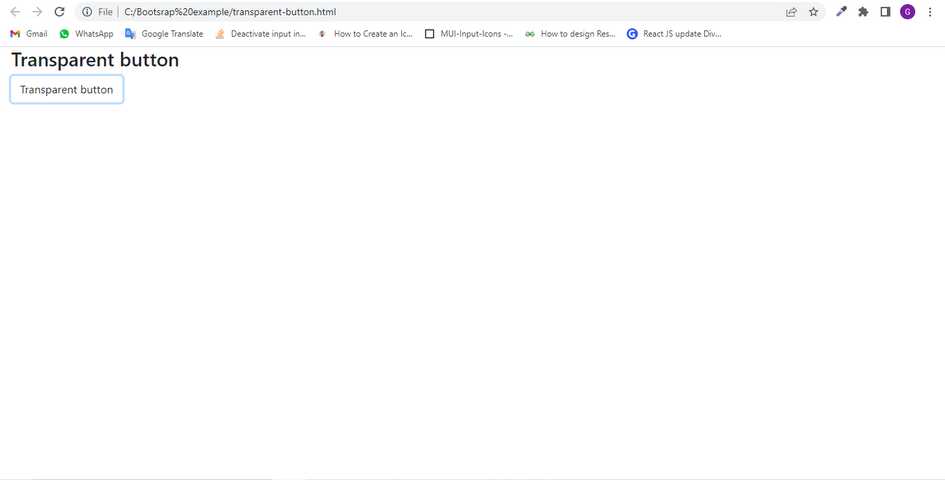 File | C:/Bootsrap%20example/transparent-button.html
G
Gmail WhatsApp Google Translate Deactivate input in... How to Create an Ic... MUI-Input-Icons -... How to design Res... React JS update Div...
Transparent button
Transparent button